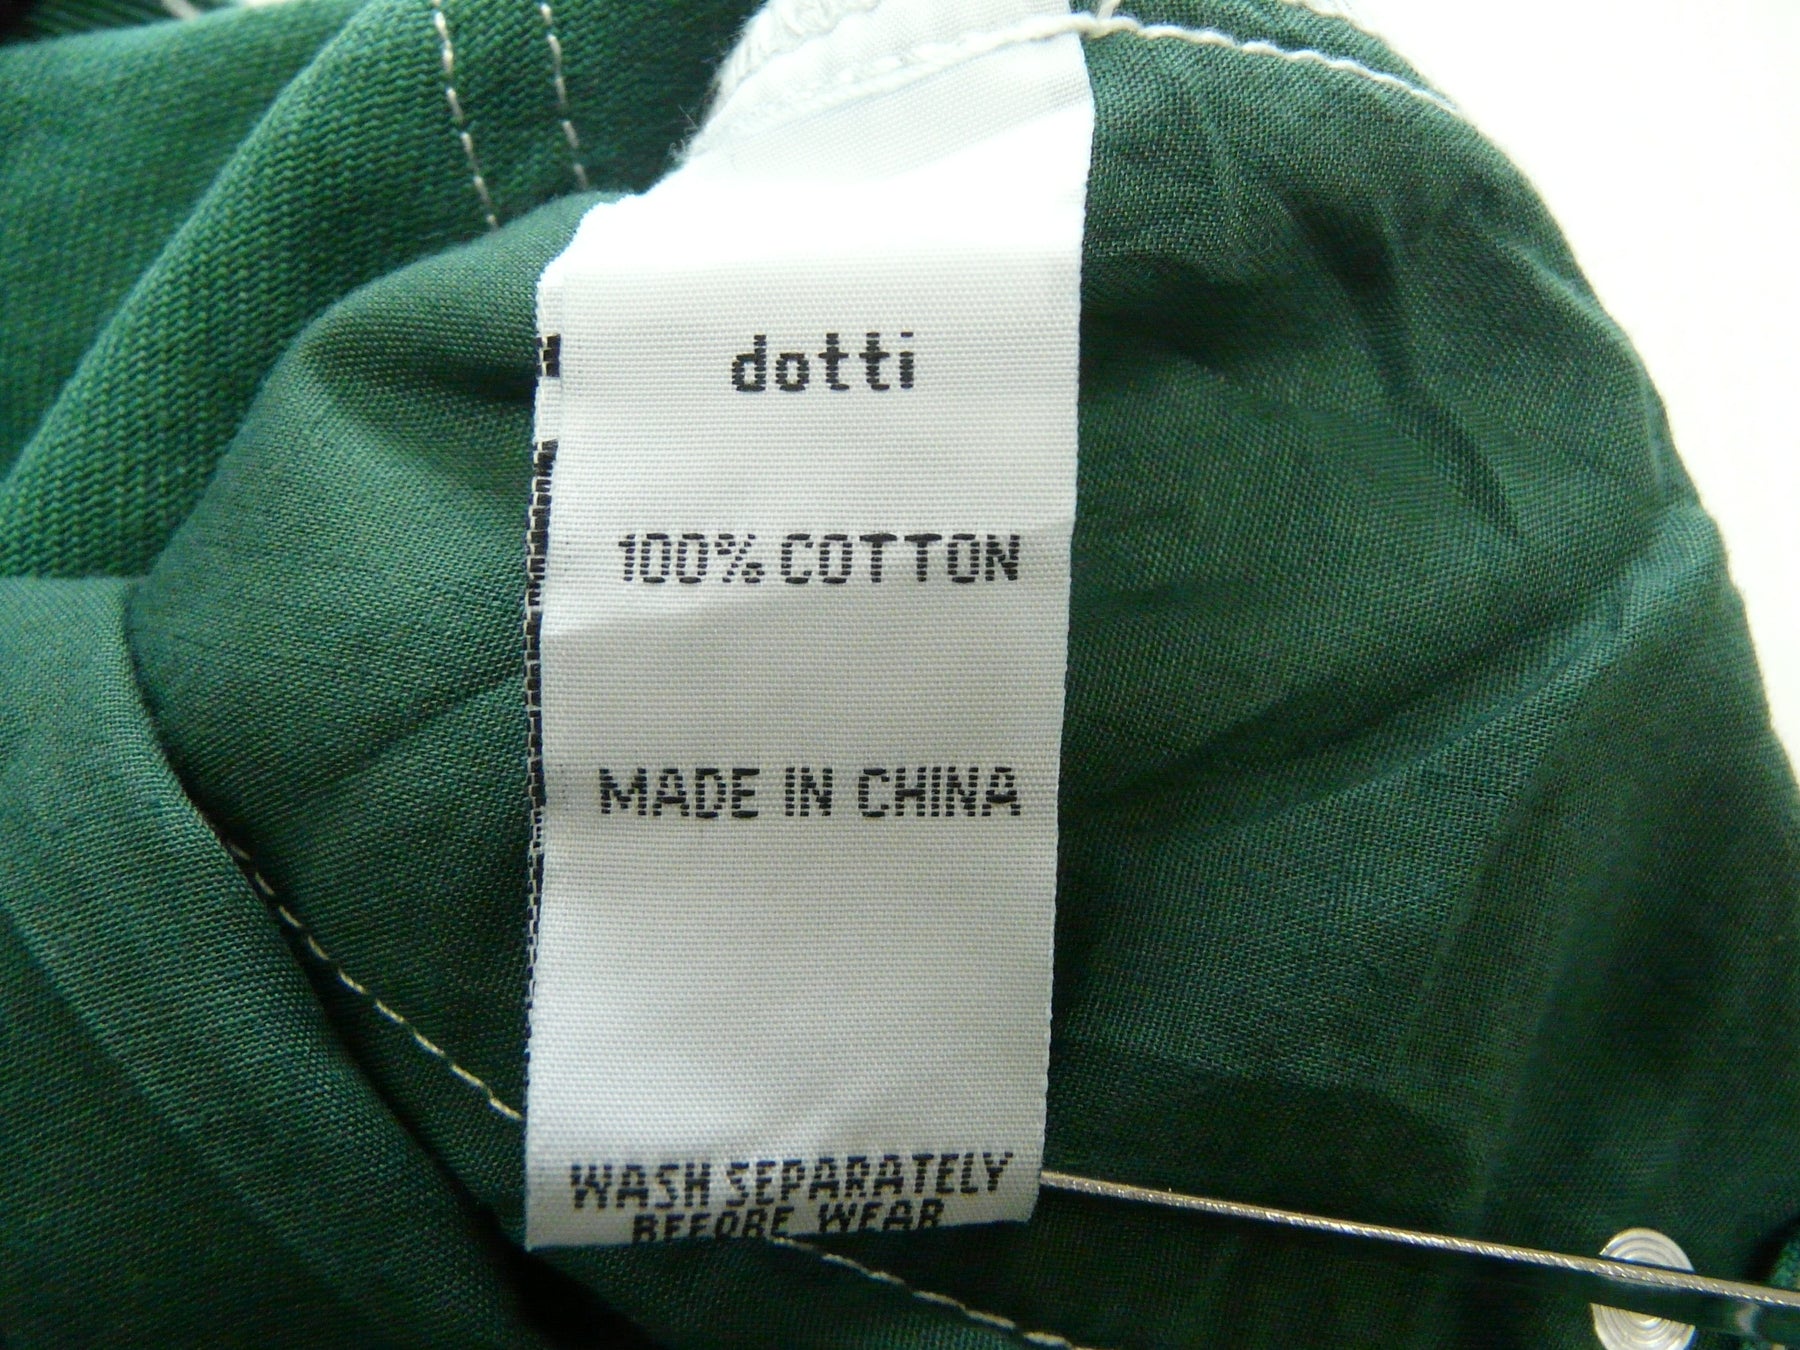 dotti
100% COTTON
MADE IN CHINA
WASH SEPARATELY
BEFORE WEAR